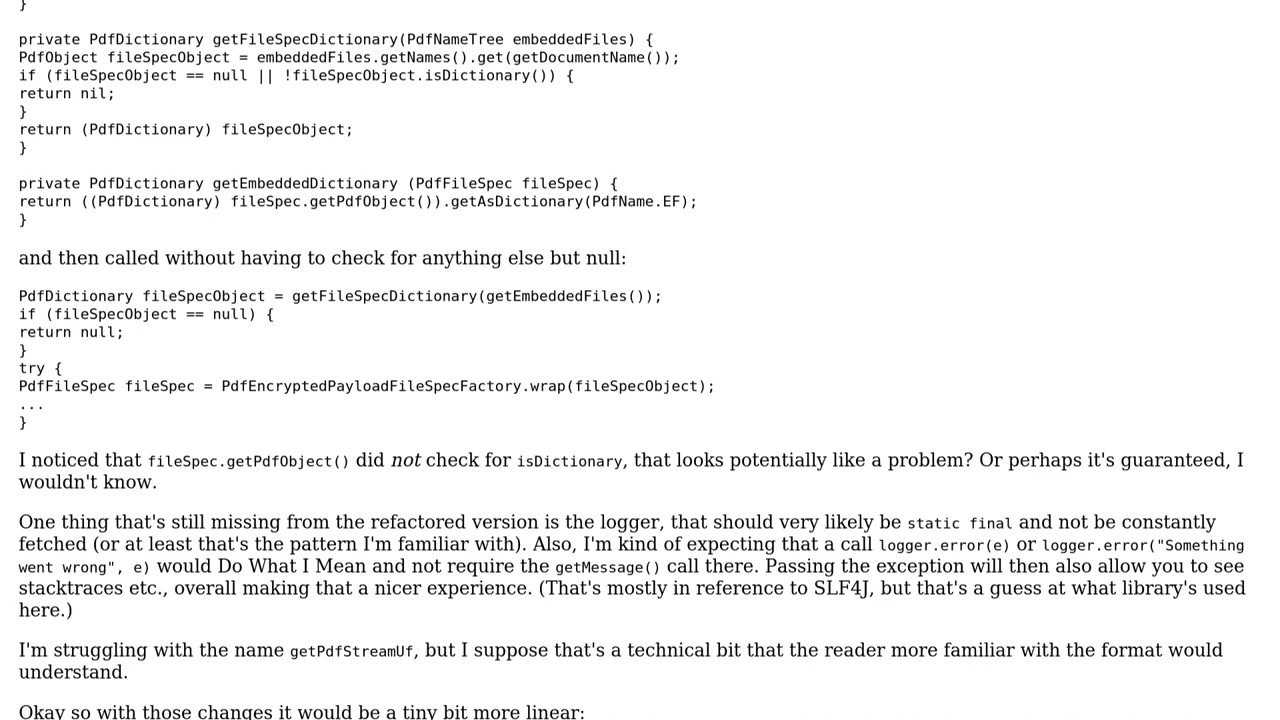 }
private PdfDictionary getFileSpecDictionary(PdfNameTree embeddedFiles) {
PdfObject fileSpecObject = embeddedFiles.getNames().get(getDocumentName());
if (fileSpecObject == null || !fileSpecObject.isDictionary()) {
return nil;
}
return (PdfDictionary) fileSpecObject;
}
private PdfDictionary getEmbeddedDictionary (PdfFileSpec fileSpec) {
return ((PdfDictionary) fileSpec.getPdfObject()).getAsDictionary(PdfName.EF);
}
and then called without having to check for anything else but null:
PdfDictionary fileSpecObject = getFileSpecDictionary(getEmbeddedFiles());
if (fileSpecObject == null) {
return null;
}
try {
PdfFileSpec fileSpec = PdfEncryptedPayloadFileSpecFactory.wrap(fileSpecObject);
...
}
I noticed that fileSpec.getPdfObject() did not check for isDictionary, that looks potentially like a problem? Or perhaps it's guaranteed, I
wouldn't know.
One thing that's still missing from the refactored version is the logger, that should very likely be static final and not be constantly
fetched (or at least that's the pattern I'm familiar with). Also, I'm kind of expecting that a call logger.error(e) or logger.error("Something
went wrong", e) would Do What I Mean and not require the getMessage() call there. Passing the exception will then also allow you to see
stacktraces etc., overall making that a nicer experience. (That's mostly in reference to SLF4J, but that's a guess at what library's used
here.)
I'm struggling with the name getPdfStreamUf, but I suppose that's a technical bit that the reader more familiar with the format would
understand.
Okay so with those changes it would be a tiny bit more linear: